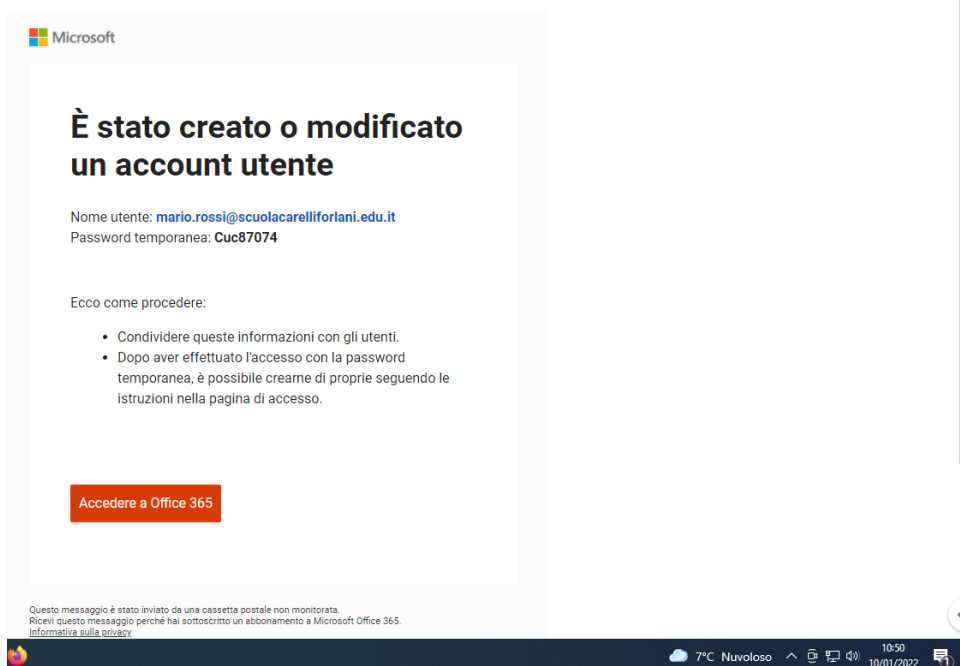 Microsoft
È stato creato o modificato
un account utente
Nome utente: mario.rossi@scuolacarelliforlani.edu.it
Password temporanea: Cuc87074
Ecco come procedere:
• Condividere queste informazioni con gli utenti.
• Dopo aver effettuato l'accesso con la password
temporanea, è possibile crearne di proprie seguendo le
istruzioni nella pagina di accesso.
Accedere a Office 365
Questo messaggio è stato inviato da una cassetta postale non monitorata.
Ricevi questo messaggio perché hai sottoscritto un abbonamento a Microsoft Office 365.
Informativa sulla privacy
7°C Nuvoloso
10:50
10/01/2022
1